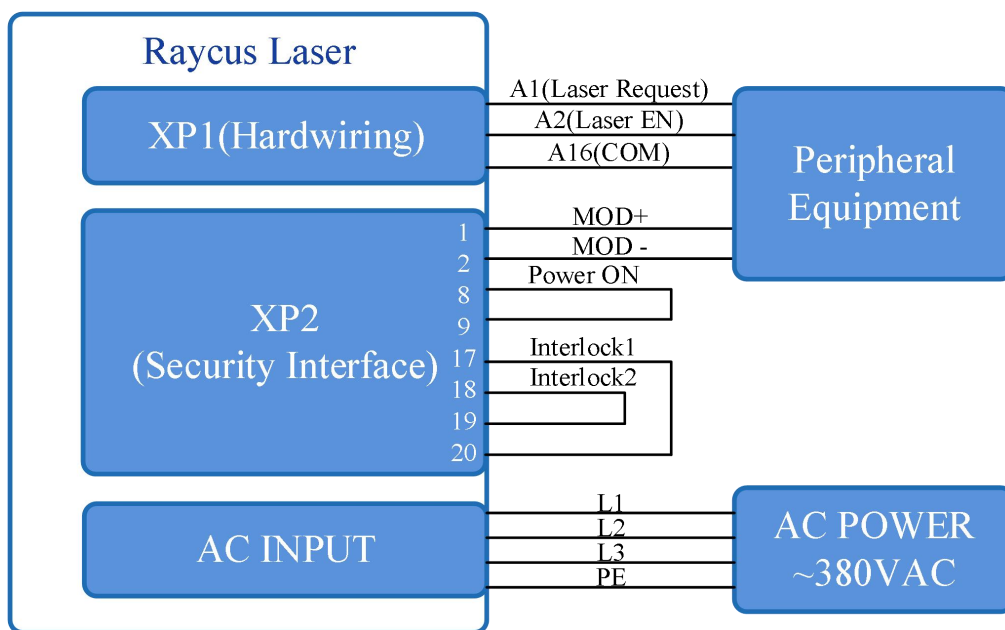 Raycus Laser
XP1(Hardwiring)
A1(Laser Request)
A2(Laser EN)
A16(COM)
Peripheral
Equipment
XP2
(Security Interface)
1
2
8
9
17
18
19
20
MOD+
MOD -
Power ON
Interlock1
Interlock2
AC INPUT
L1
L2
L3
PE
AC POWER
~380VAC